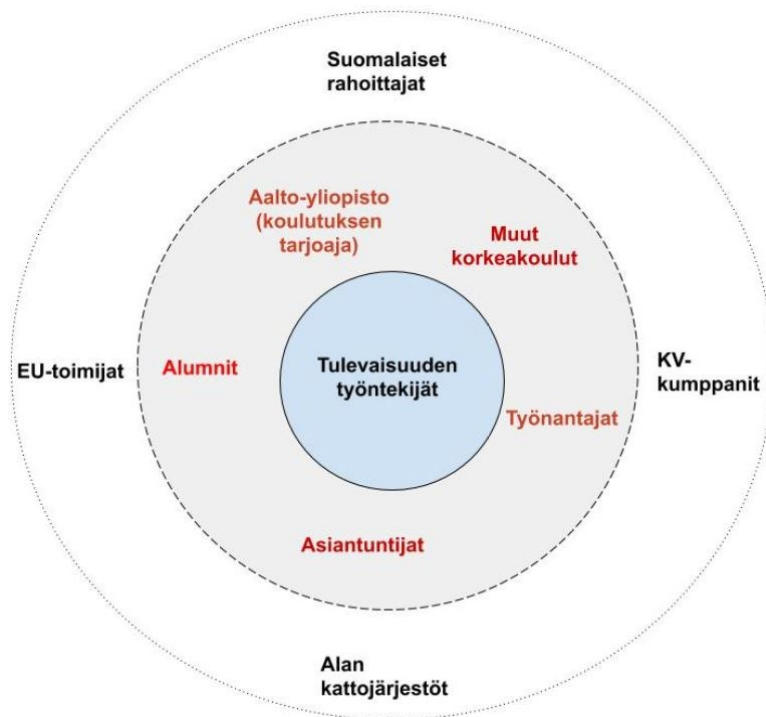 Suomalaiset
rahoittajat
Aalto-yliopisto
(koulutuksen
tarjoaja)
Muut
korkeakoulut
EU-toimijat
Alumnit
Tulevaisuuden
työntekijät
KV-
kumppanit
Työnantajat
Asiantuntijat
Alan
kattojärjestöt